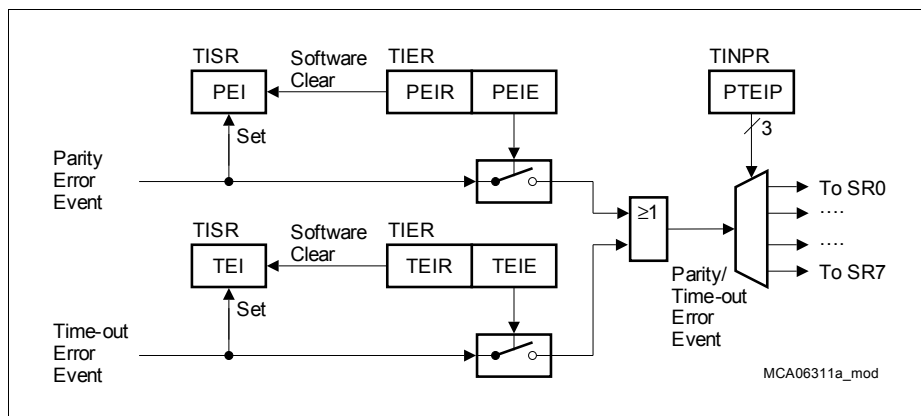 TISR
Software
Clear
TIER
TINPR
PEI
PEIR
PEIE
PTEIP
3
Set
Parity
Error
Event
To SR0
....
....
To SR7
≥1
TISR
Software
Clear
TIER
TEI
TEIR
TEIE
Parity/
Time-out
Error
Event
Set
Time-out
Error
Event
MCA06311a_mod